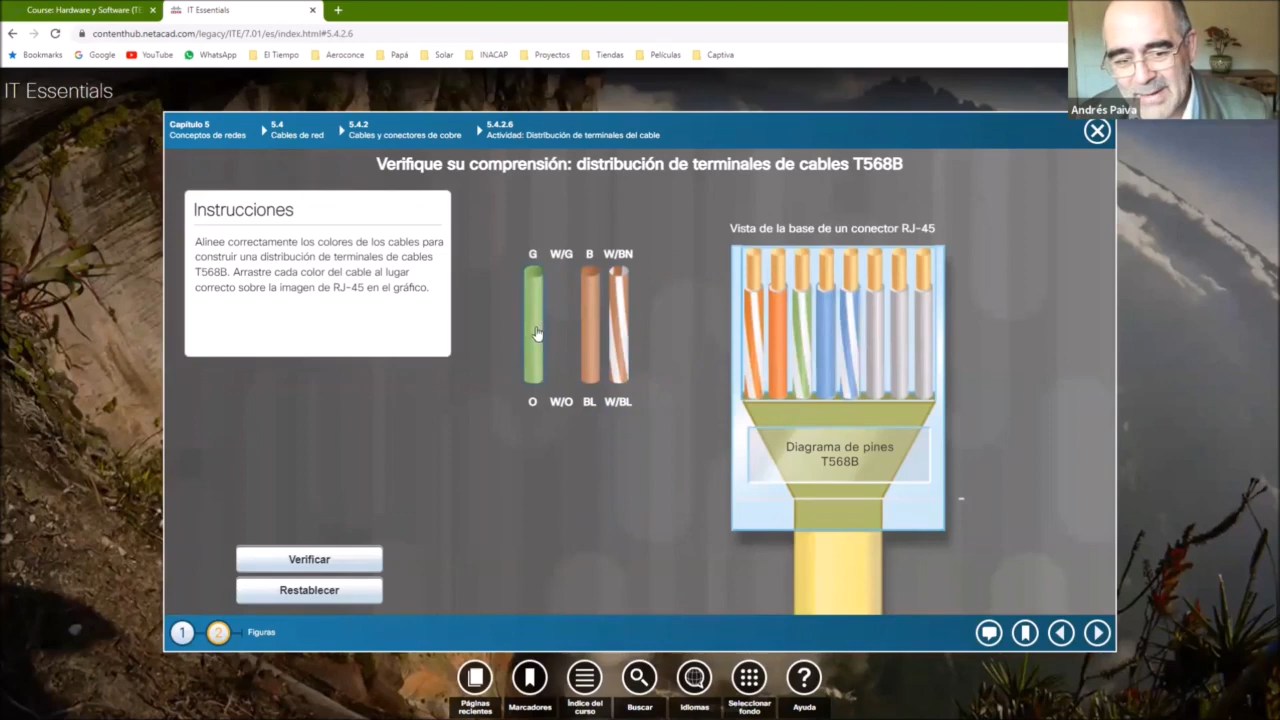 Course: Hardware y Software (TE
IT Essentials
contenthub.netacad.com/legacy/ITE/7.01/es/index.html#5.4.2.6
Bookmarks
Google
YouTube
WhatsApp
El Tiempo
Aeroconce
Papá
Solar
INACAP
Proyectos
Tiendas
Películas
Captiva
Andrés Paiva
IT Essentials
Capítulo 5
Conceptos de redes
5.4
Cables de red
5.4.2
Cables y conectores de cobre
5.4.2.6
Actividad: Distribución de terminales del cable
Verifique su comprensión: distribución de terminales de cables T568B
Instrucciones
Alinee correctamente los colores de los cables para
construir una distribución de terminales de cables
T568B. Arrastre cada color del cable al lugar
correcto sobre la imagen de RJ-45 en el gráfico.
G W/G B W/BN
O W/O BL W/BL
Vista de la base de un conector RJ-45
Diagrama de pines
T568B
Verificar
Restablecer
1
2
Figuras
Páginas
recientes
Marcadores
Índice del
curso
Buscar
Idiomas
Seleccionar
fondo
?
Ayuda